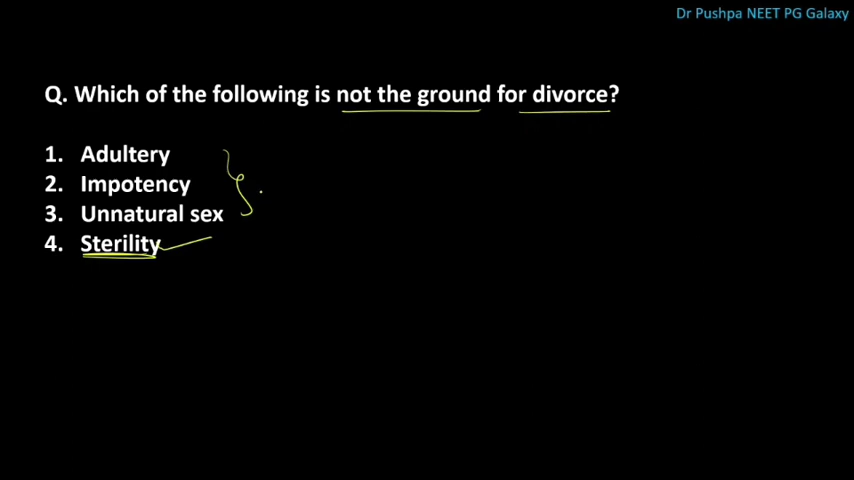 Dr Pushpa NEET PG Galaxy
Q. Which of the following is not the ground for divorce?
1. Adultery
2. Impotency
3. Unnatural sex
4. Sterility